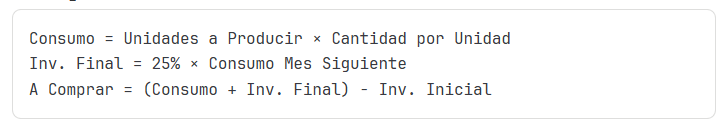 Consumo = Unidades a Producir × Cantidad por Unidad
Inv. Final = 25% × Consumo Mes Siguiente
A Comprar = (Consumo + Inv. Final) - Inv. Inicial